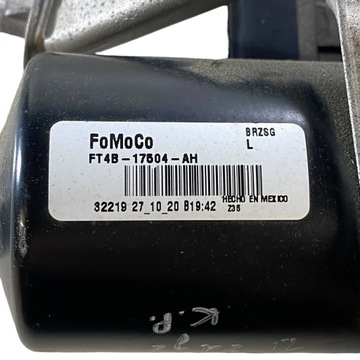 FoMoCo
BRZSG
L
FT4B-17504-AH
32219 27_10_20 B19:42
HECHO EN MEXICO
Z35
K.P.